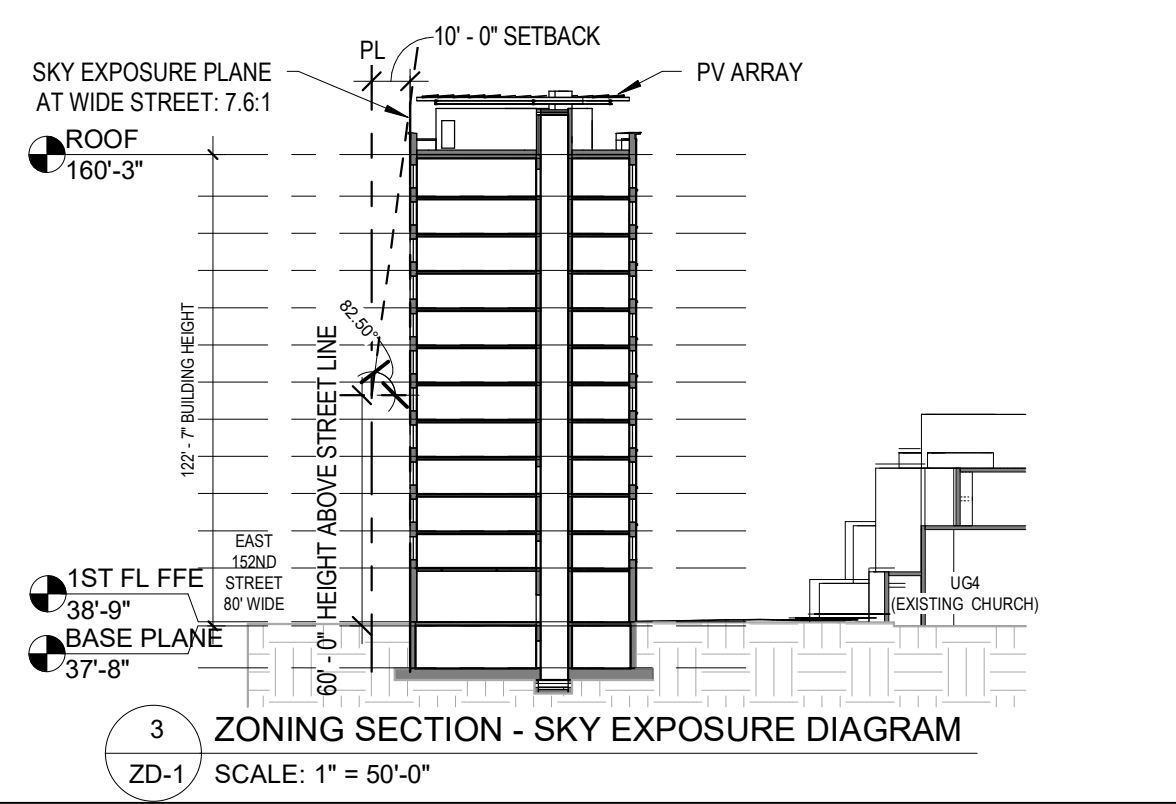 10' - 0" SETBACK
PL
SKY EXPOSURE PLANE
AT WIDE STREET: 7.6:1
PV ARRAY
ROOF
160'-3"
82.50°
122' - 7" BUILDING HEIGHT
60' - 0" HEIGHT ABOVE STREET LINE
EAST
152ND
STREET
80' WIDE
1ST FL FFE
38'-9"
BASE PLANE
37'-8"
UG4
(EXISTING CHURCH)
3
ZD-1
ZONING SECTION - SKY EXPOSURE DIAGRAM
SCALE: 1" = 50'-0"